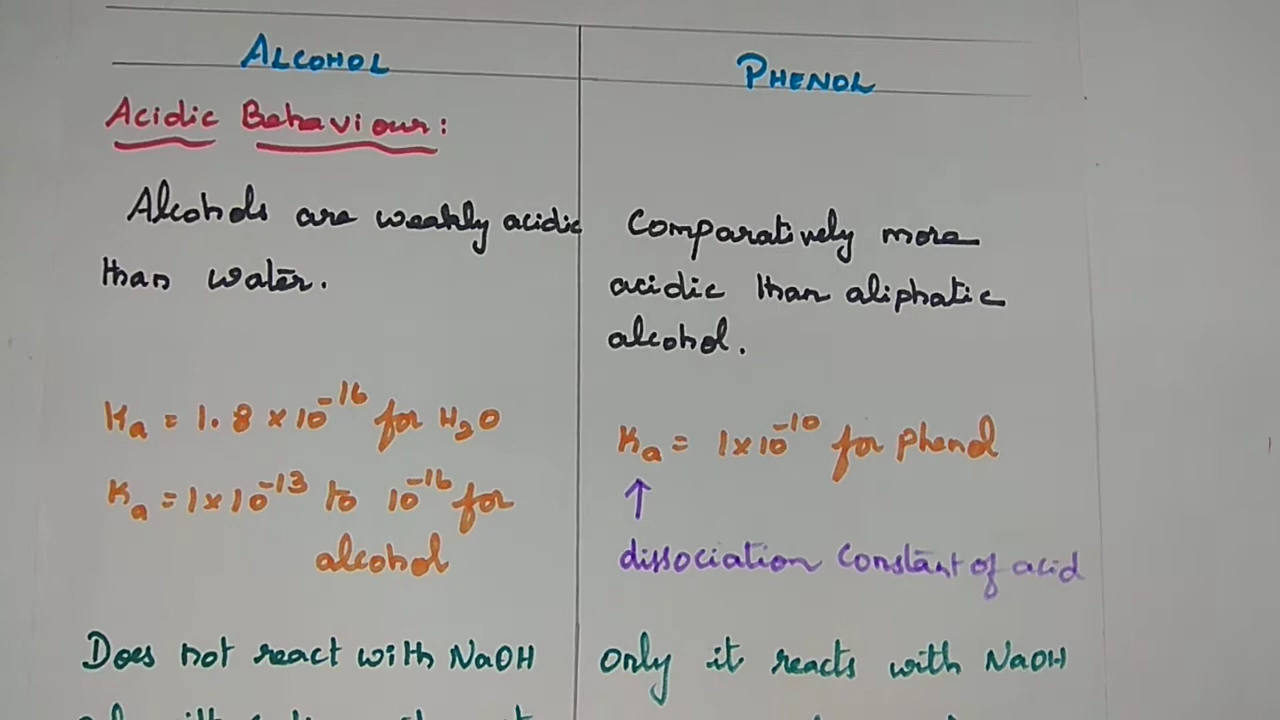 ALCOHOL
PHENOL
Acidic Behaviour:
Alcohols are weakly acidic
than water.
Comparatively more
acidic than aliphatic
alcohol.
Ka = 1.8 × 10⁻¹⁶ for H₂O
Ka = 1 × 10⁻¹³ to 10⁻¹⁶ for
alcohol
Ka = 1 × 10⁻¹⁰ for phenol
↑
dissociation constant of acid
Does not react with NaOH
only it reacts with NaOH